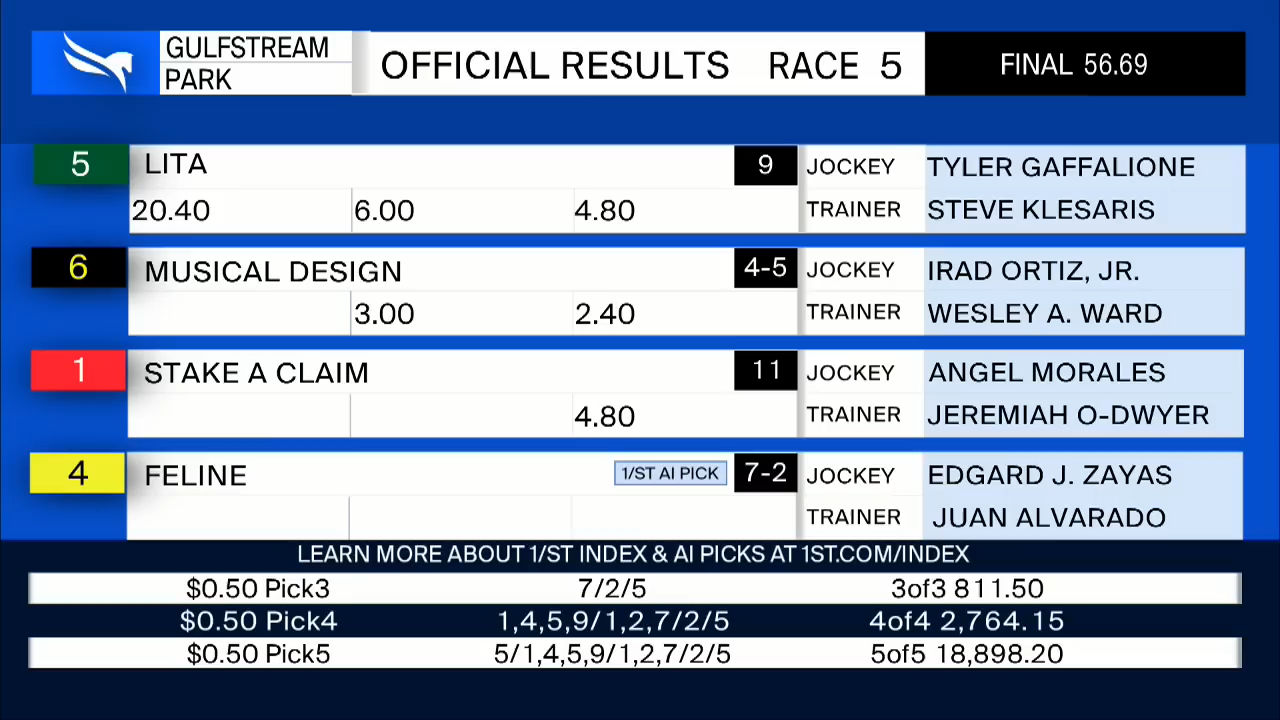 GULFSTREAM PARK
OFFICIAL RESULTS RACE 5
FINAL 56.69
5 LITA 9 JOCKEY TYLER GAFFALIONE
20.40 6.00 4.80 TRAINER STEVE KLESARIS
6 MUSICAL DESIGN 4-5 JOCKEY IRAD ORTIZ, JR.
3.00 2.40 TRAINER WESLEY A. WARD
1 STAKE A CLAIM 11 JOCKEY ANGEL MORALES
4.80 TRAINER JEREMIAH O-DWYER
4 FELINE 1/ST AI PICK 7-2 JOCKEY EDGARD J. ZAYAS
TRAINER JUAN ALVARADO
LEARN MORE ABOUT 1/ST INDEX & AI PICKS AT 1ST.COM/INDEX
$0.50 Pick3 7/2/5 3of3 811.50
$0.50 Pick4 1,4,5,9/1,2,7/2/5 4of4 2,764.15
$0.50 Pick5 5/1,4,5,9/1,2,7/2/5 5of5 18,898.20